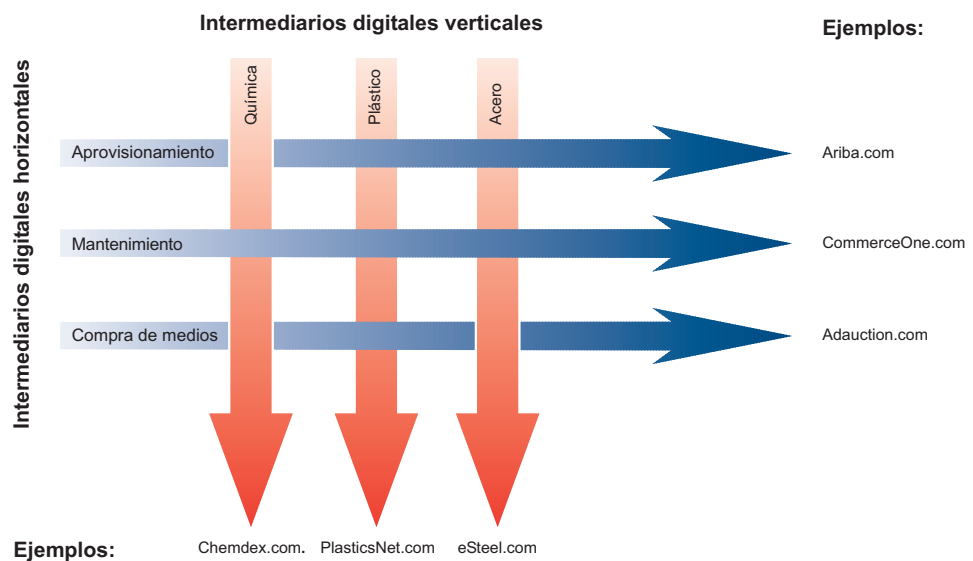 Intermediarios digitales verticales
Ejemplos:
Intermediarios digitales horizontales
Química
Plástico
Acero
Aprovisionamiento
Ariba.com
Mantenimiento
CommerceOne.com
Compra de medios
Adauction.com
Ejemplos:
Chemdex.com.
PlasticsNet.com
eSteel.com